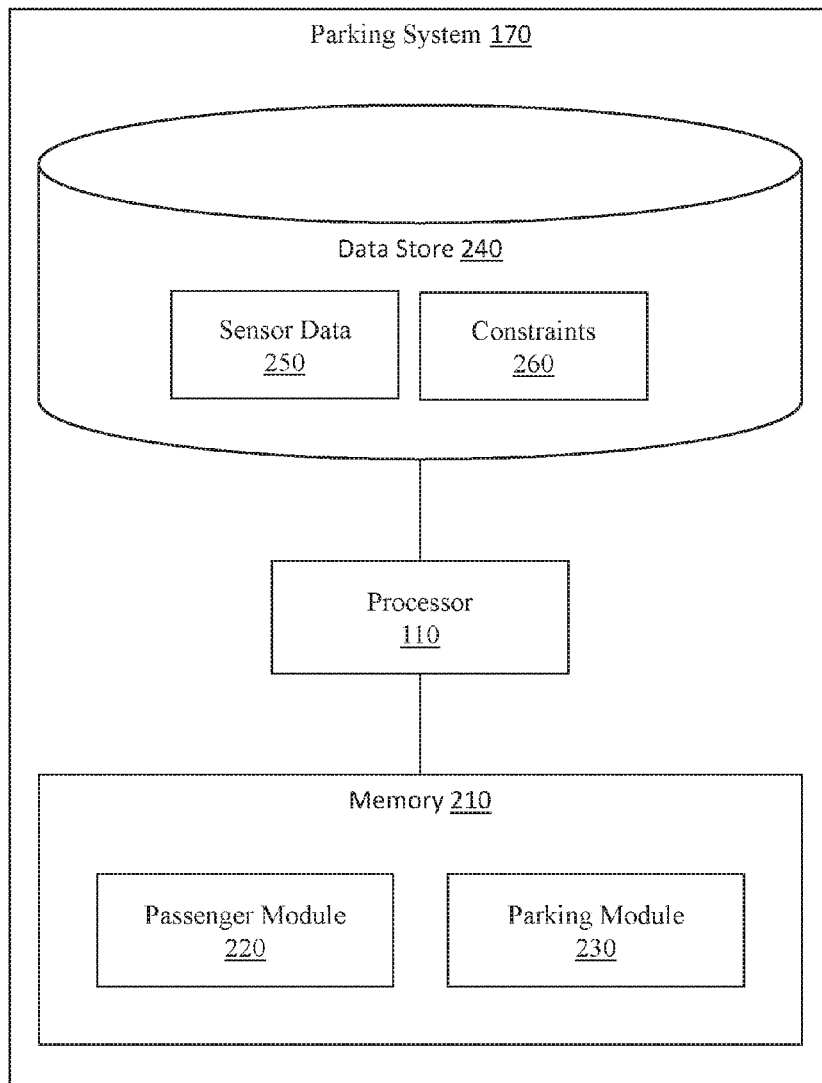 Parking System 170
Data Store 240
Sensor Data
250
Constraints
260
Processor
110
Memory 210
Passenger Module
220
Parking Module
230